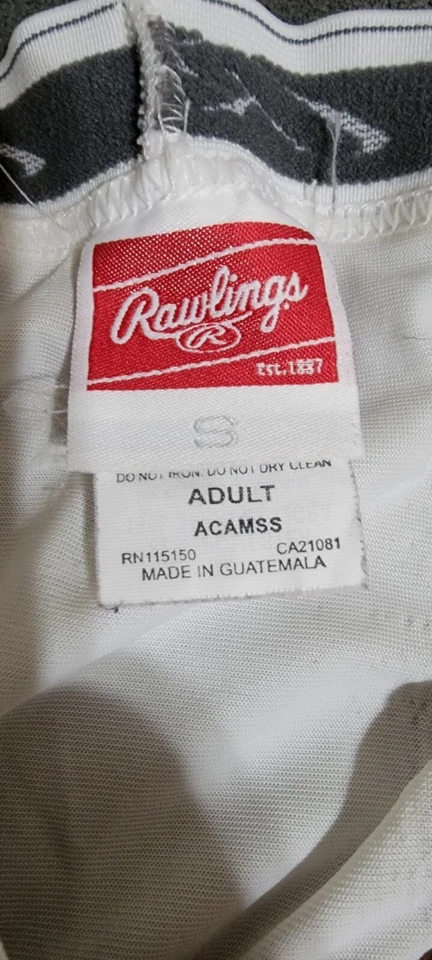 Rawlings
R
Est. 1887
S
DO NOT IRON. DO NOT DRY CLEAN
ADULT
ACAMSS
RN115150 CA21081
MADE IN GUATEMALA